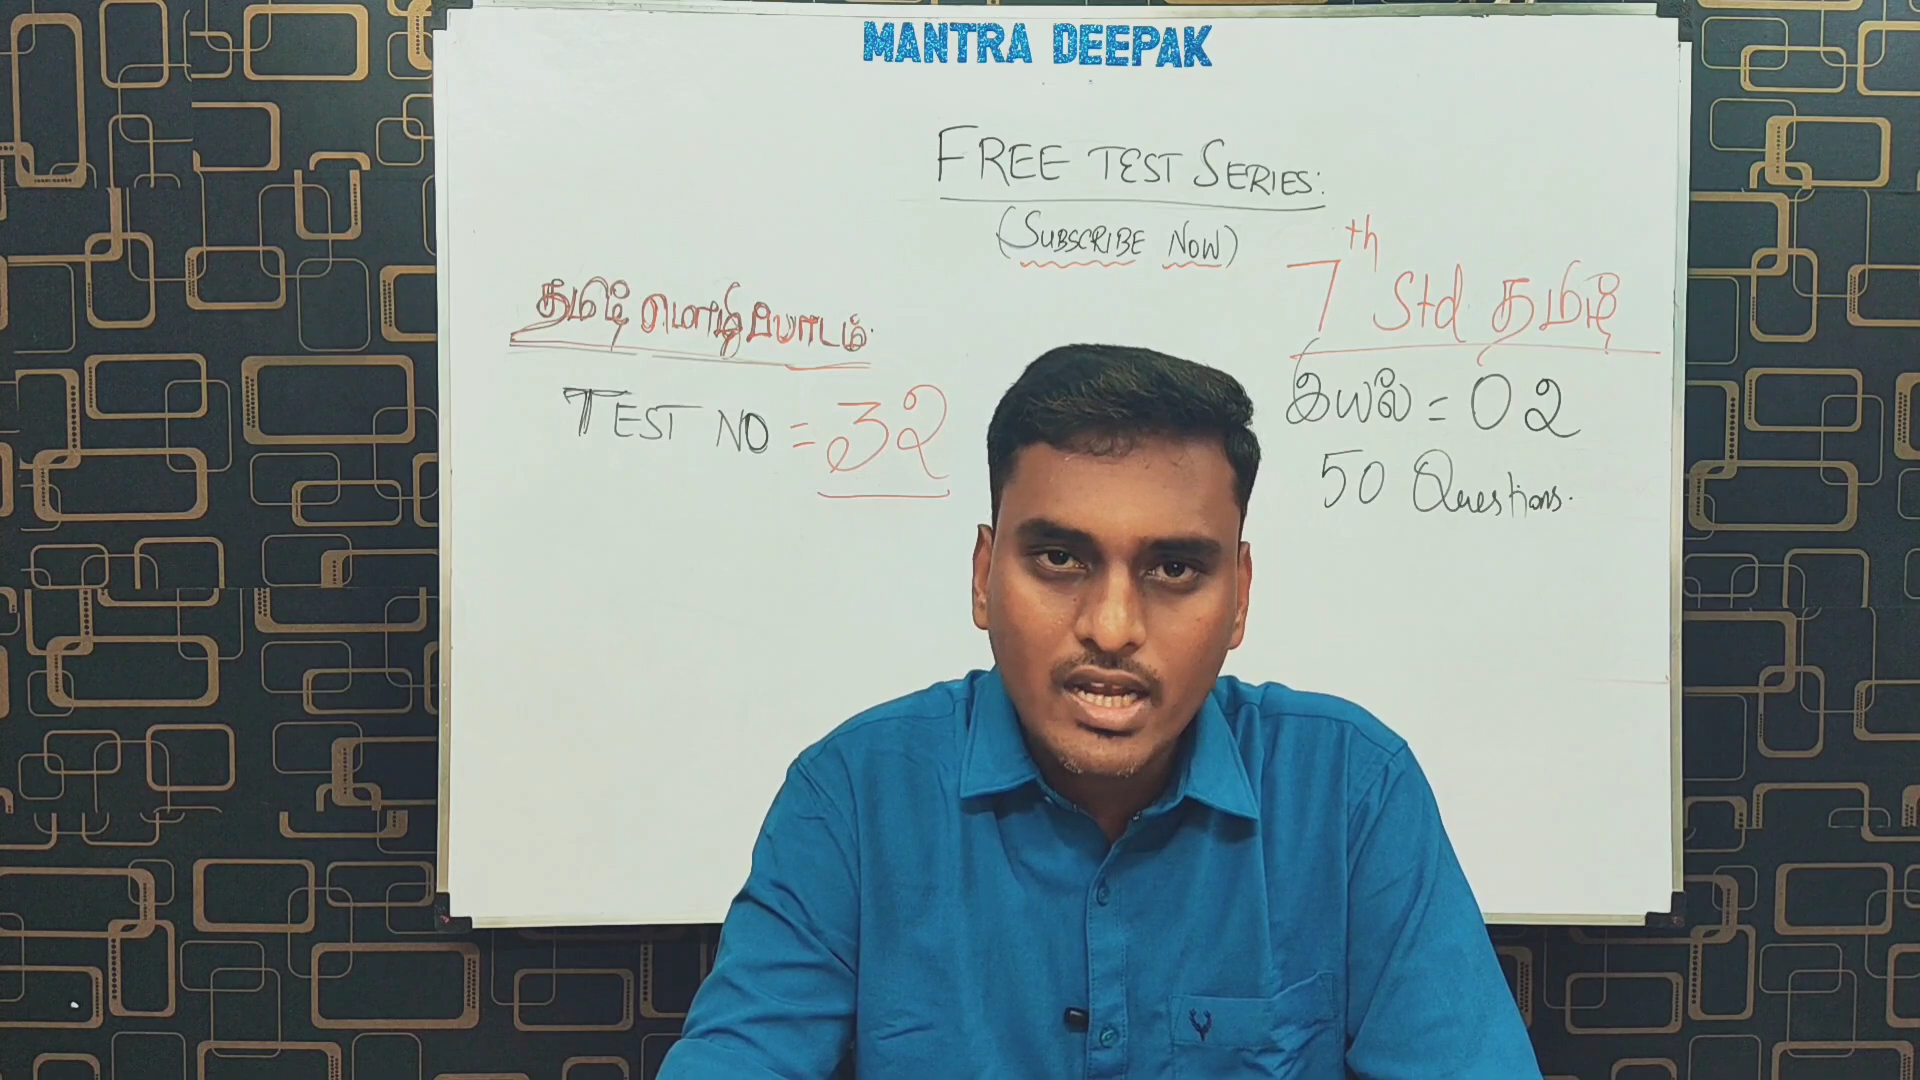 MANTRA DEEPAK
FREE TEST SERIES:
(SUBSCRIBE NOW)
தமிழ் மொழிப்பாடம்
TEST NO = 32
7th Std தமிழ்
இயல் = 02
50 Questions.